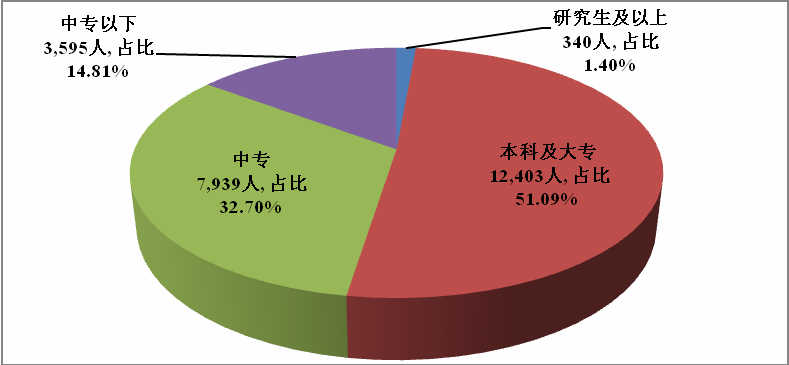 中专以下
3,595人, 占比
14.81%
研究生及以上
340人, 占比
1.40%
本科及大专
12,403人, 占比
51.09%
中专
7,939人, 占比
32.70%